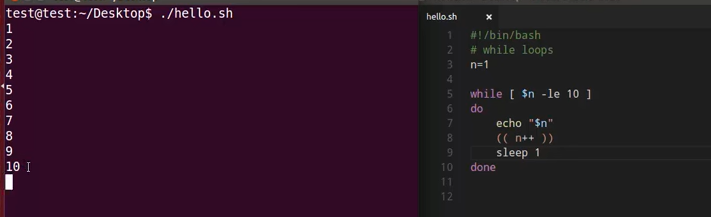 test@test:~/Desktop$ ./hello.sh
1
2
3
4
5
6
7
8
9
10
hello.sh ×
1 #!/bin/bash
2 # while loops
3 n=1
4
5 while [ $n -le 10 ]
6 do
7     echo "$n"
8     (( n++ ))
9     sleep 1
10 done
11
12